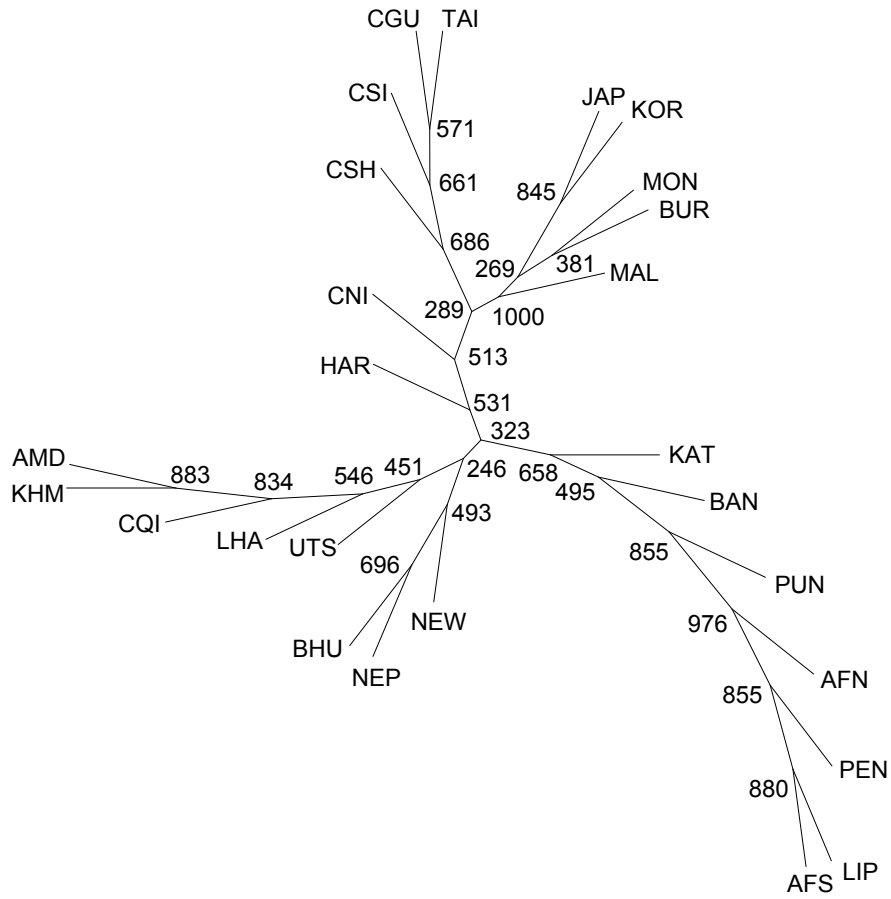 CGU TAI
CSI
JAP
KOR
571
CSH
661
845
MON
BUR
686
269
381
MAL
CNI
289
1000
513
HAR
531
323
AMD
883
834
546
451
246
658
KAT
KHM
495
CQI
LHA
UTS
493
BAN
696
855
PUN
NEW
976
BHU
NEP
AFN
855
PEN
880
LIP
AFS